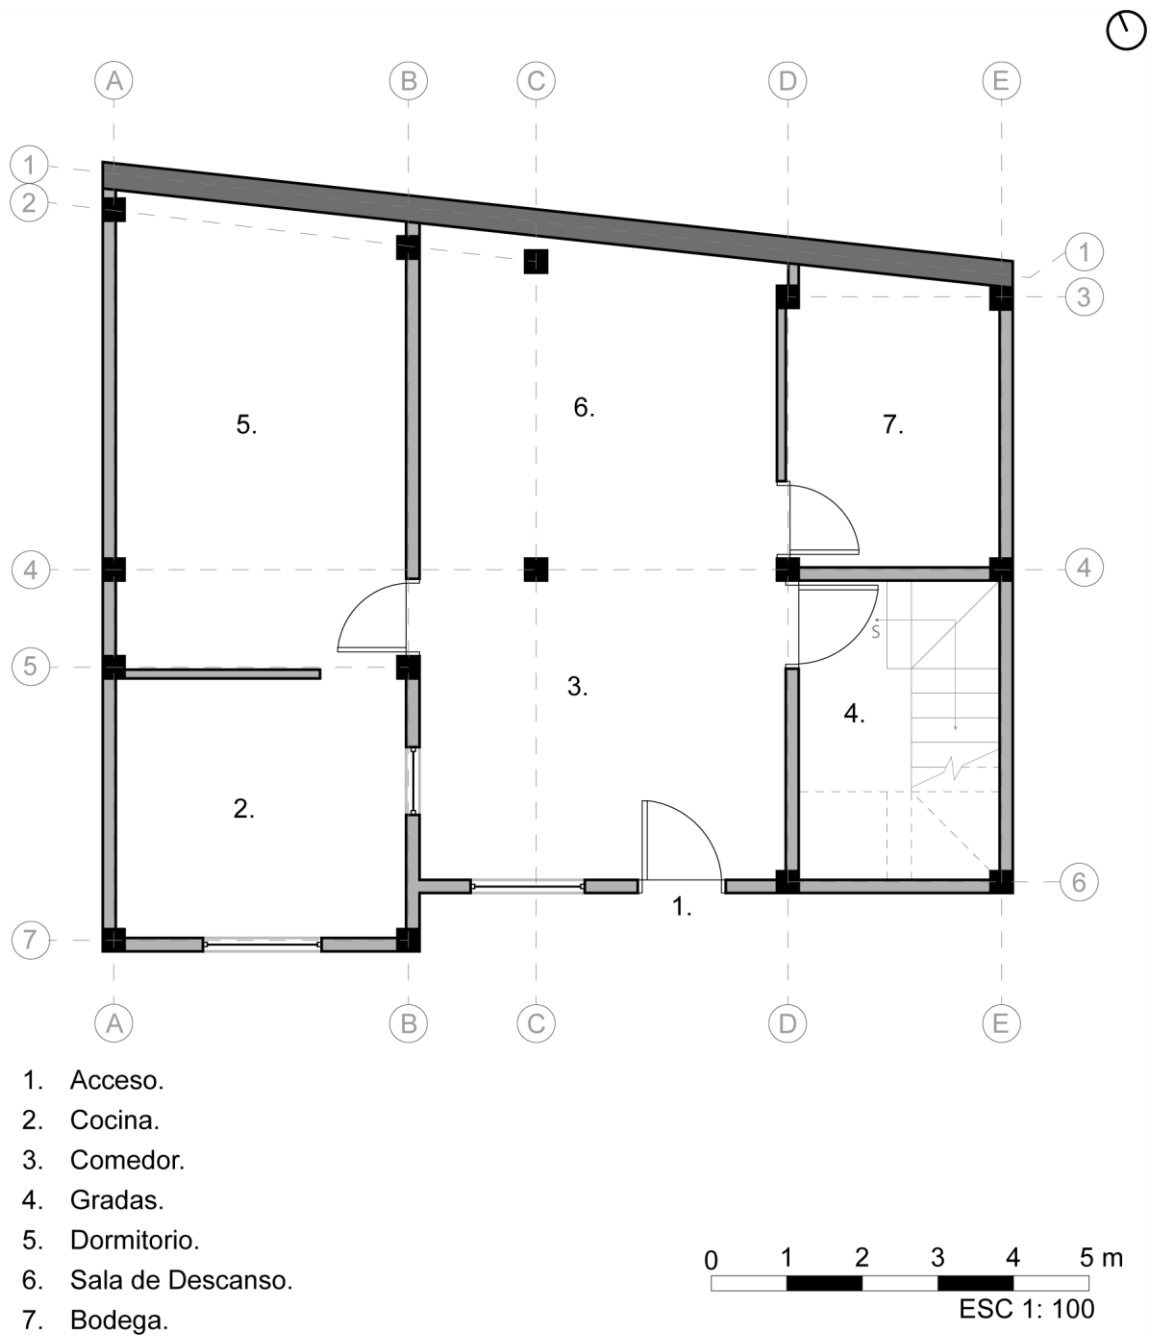 A B C D E
1
2
1
3
5.
6.
7.
4
4
S
5
3.
4.
2.
1.
6
7
A B C D E
1. Acceso.
2. Cocina.
3. Comedor.
4. Gradas.
5. Dormitorio.
6. Sala de Descanso.
7. Bodega.
0 1 2 3 4 5 m
ESC 1: 100